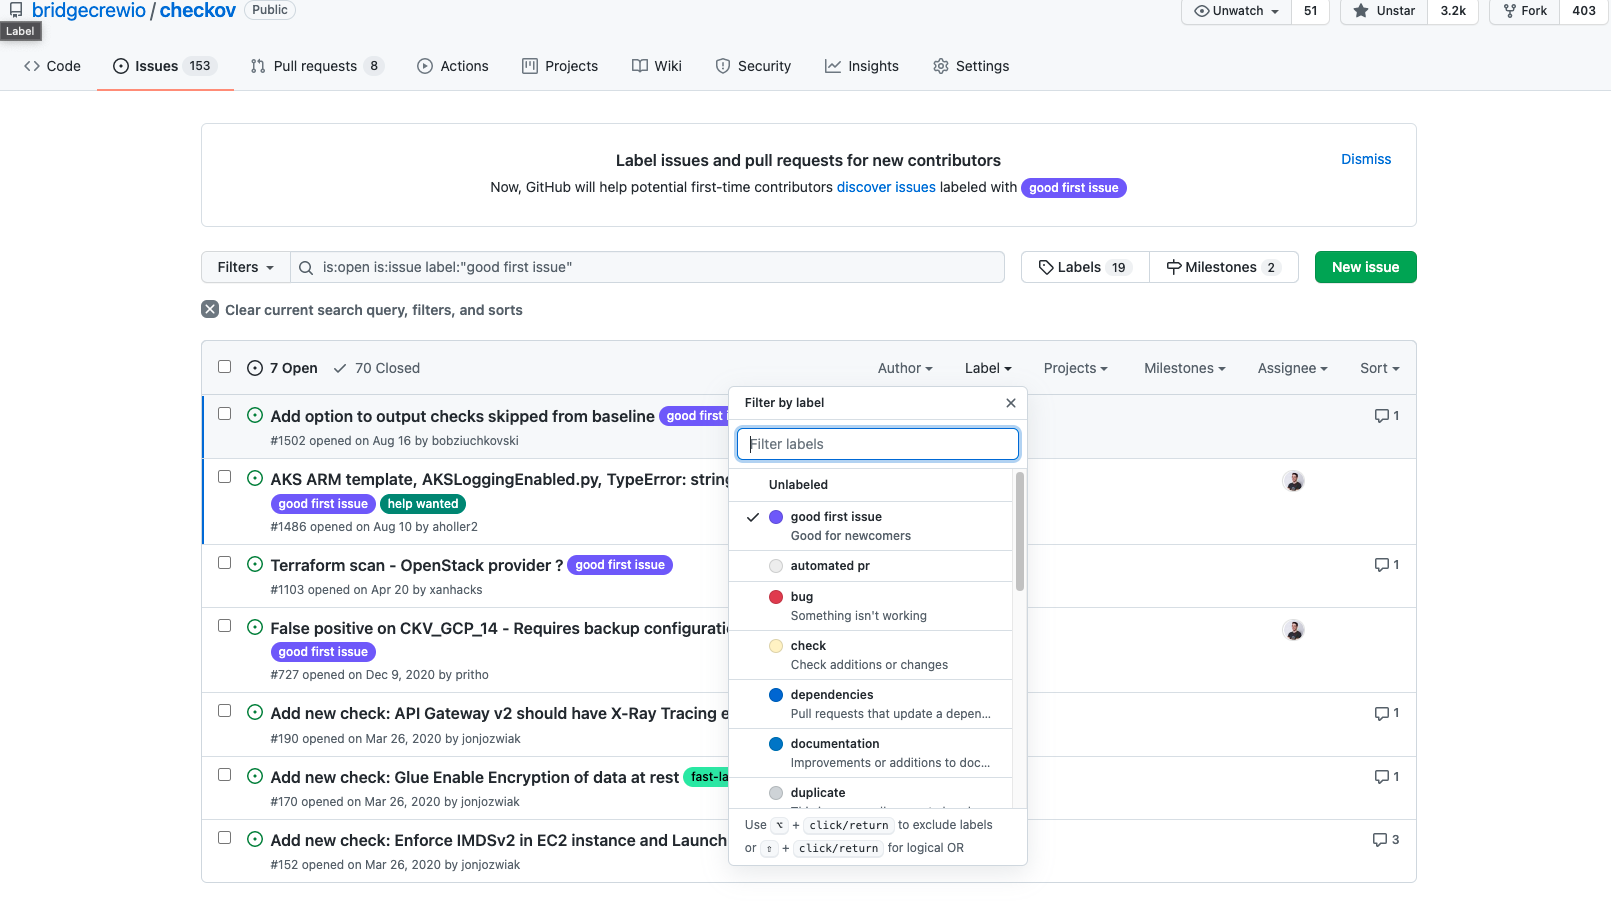 bridgecrewio / checkov Public
Unwatch 51 Unstar 3.2k Fork 403
Label
Code Issues 153 Pull requests 8 Actions Projects Wiki Security Insights Settings
Label issues and pull requests for new contributors
Dismiss
Now, GitHub will help potential first-time contributors discover issues labeled with good first issue
Filters is:open is:issue label:"good first issue" Labels 19 Milestones 2 New issue
Clear current search query, filters, and sorts
7 Open 70 Closed Author Label Projects Milestones Assignee Sort
Add option to output checks skipped from baseline good first i
1
#1502 opened on Aug 16 by bobziuchkovski
AKS ARM template, AKSLoggingEnabled.py, TypeError: string
good first issue help wanted
#1486 opened on Aug 10 by aholler2
Terraform scan - OpenStack provider ? good first issue
1
#1103 opened on Apr 20 by xanhacks
False positive on CKV_GCP_14 - Requires backup configuratio
good first issue
#727 opened on Dec 9, 2020 by pritho
Add new check: API Gateway v2 should have X-Ray Tracing e
1
#190 opened on Mar 26, 2020 by jonjozwiak
Add new check: Glue Enable Encryption of data at rest fast-la
1
#170 opened on Mar 26, 2020 by jonjozwiak
Add new check: Enforce IMDSv2 in EC2 instance and Launch
3
#152 opened on Mar 26, 2020 by jonjozwiak
Filter by label
Filter labels
Unlabeled
good first issue
Good for newcomers
automated pr
bug
Something isn't working
check
Check additions or changes
dependencies
Pull requests that update a depen...
documentation
Improvements or additions to doc...
duplicate
Use ⌥ + click/return to exclude labels
or ⇧ + click/return for logical OR